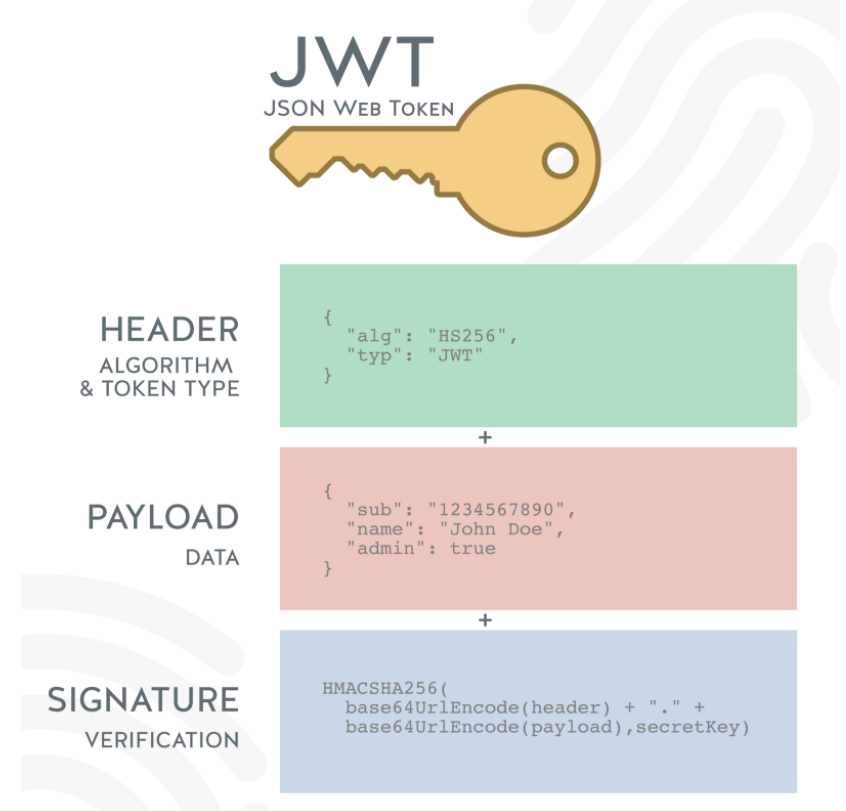 JWT
JSON WEB TOKEN
HEADER
ALGORITHM
& TOKEN TYPE
{
  "alg": "HS256",
  "typ": "JWT"
}
+
PAYLOAD
DATA
{
  "sub": "1234567890",
  "name": "John Doe",
  "admin": true
}
+
SIGNATURE
VERIFICATION
HMACSHA256(
  base64UrlEncode(header) + "." +
  base64UrlEncode(payload),secretKey)